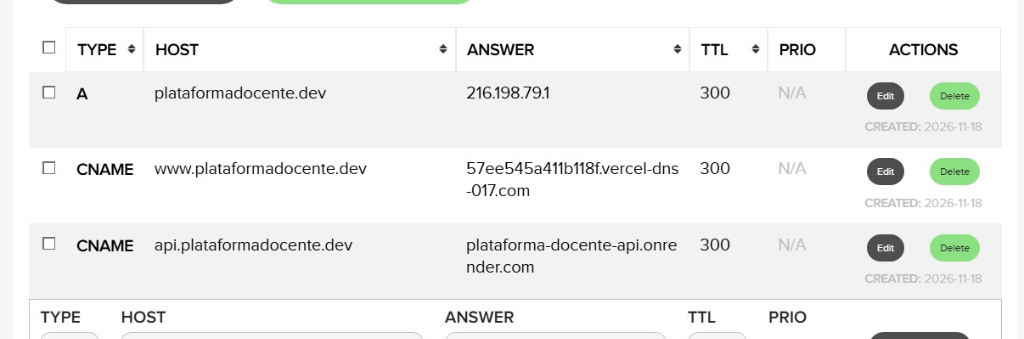 TYPE HOST ANSWER TTL PRIO ACTIONS
A plataformadocente.dev 216.198.79.1 300 N/A Edit Delete
CREATED: 2026-11-18
CNAME www.plataformadocente.dev 57ee545a411b118f.vercel-dns 300 N/A Edit Delete
-017.com
CREATED: 2026-11-18
CNAME api.plataformadocente.dev plataforma-docente-api.onre 300 N/A Edit Delete
nder.com
CREATED: 2026-11-18
TYPE HOST ANSWER TTL PRIO